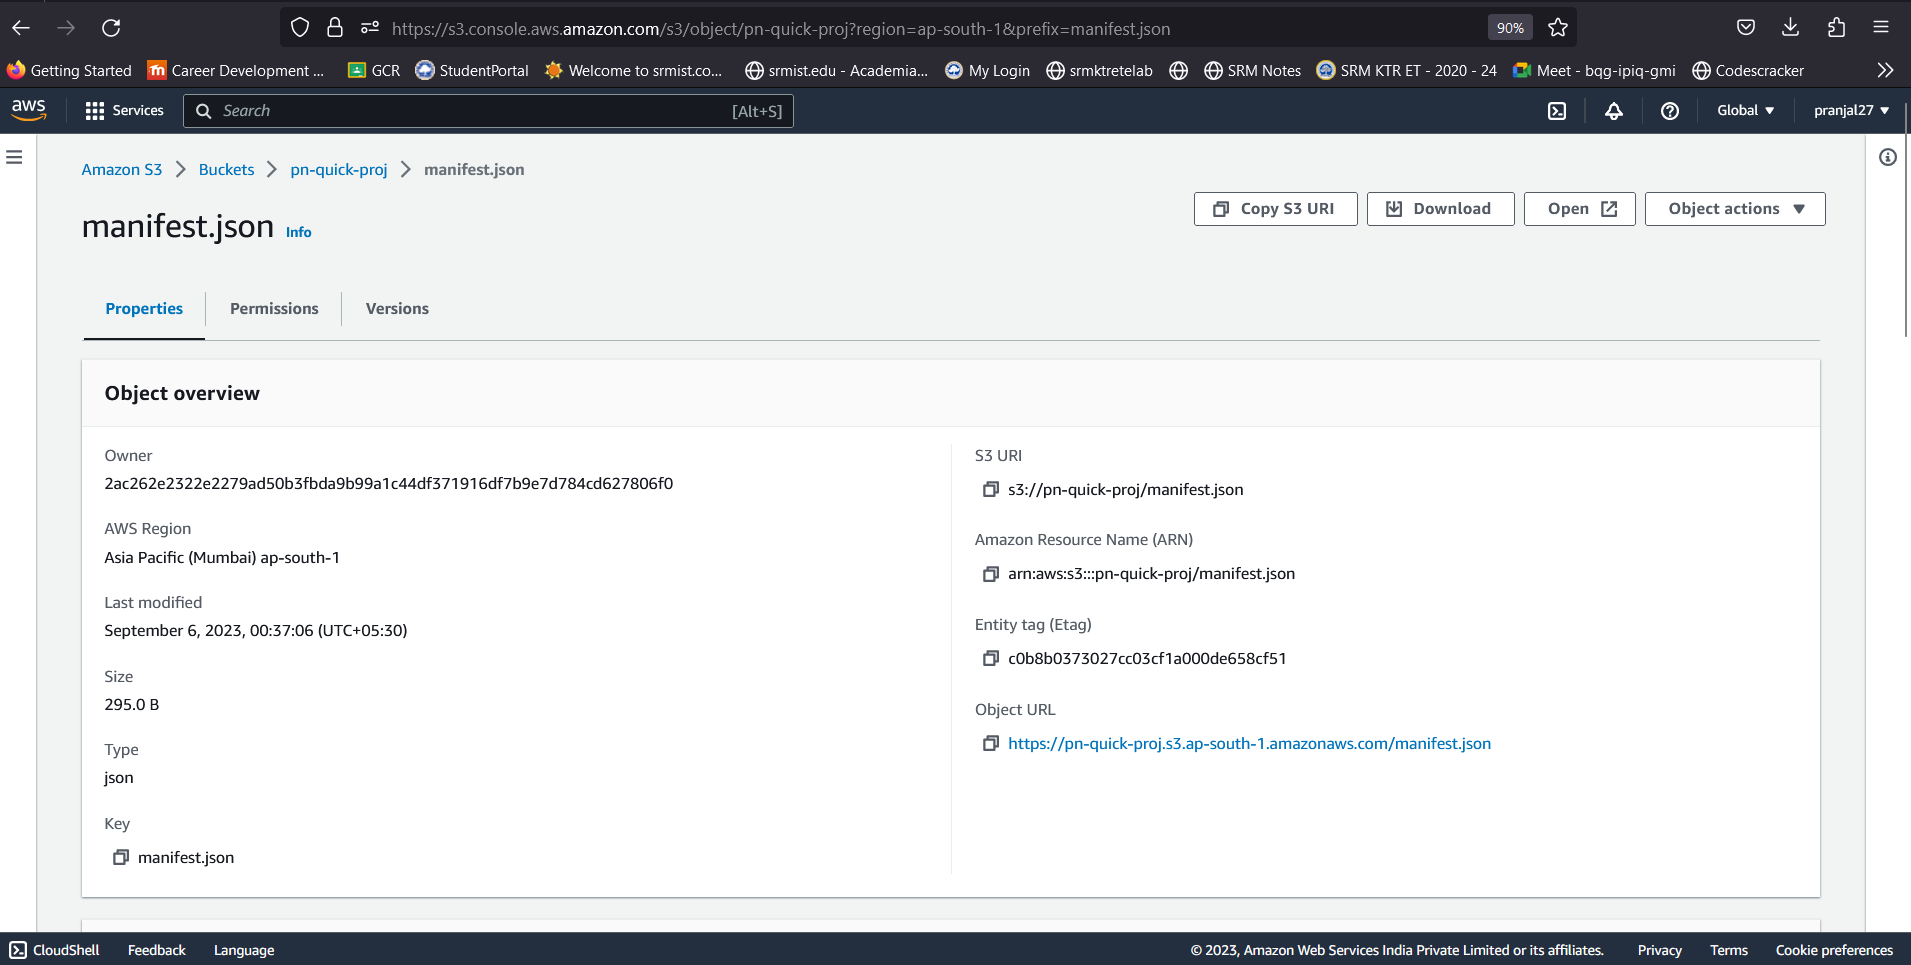 https://s3.console.aws.amazon.com/s3/object/pn-quick-proj?region=ap-south-1&prefix=manifest.json 90%
Getting Started Career Development ... GCR StudentPortal Welcome to srmist.co... srmist.edu - Academia... My Login srmktretelab SRM Notes SRM KTR ET - 2020 - 24 Meet - bqg-ipiq-gmi Codescracker
aws Services Search [Alt+S] Global pranjal27
Amazon S3 Buckets pn-quick-proj manifest.json
manifest.json Info
Copy S3 URI Download Open Object actions
Properties Permissions Versions
Object overview
Owner
2ac262e2322e2279ad50b3fbda9b99a1c44df371916df7b9e7d784cd627806f0
AWS Region
Asia Pacific (Mumbai) ap-south-1
Last modified
September 6, 2023, 00:37:06 (UTC+05:30)
Size
295.0 B
Type
json
Key
manifest.json
S3 URI
s3://pn-quick-proj/manifest.json
Amazon Resource Name (ARN)
arn:aws:s3:::pn-quick-proj/manifest.json
Entity tag (Etag)
c0b8b0373027cc03cf1a000de658cf51
Object URL
https://pn-quick-proj.s3.ap-south-1.amazonaws.com/manifest.json
CloudShell Feedback Language © 2023, Amazon Web Services India Private Limited or its affiliates. Privacy Terms Cookie preferences